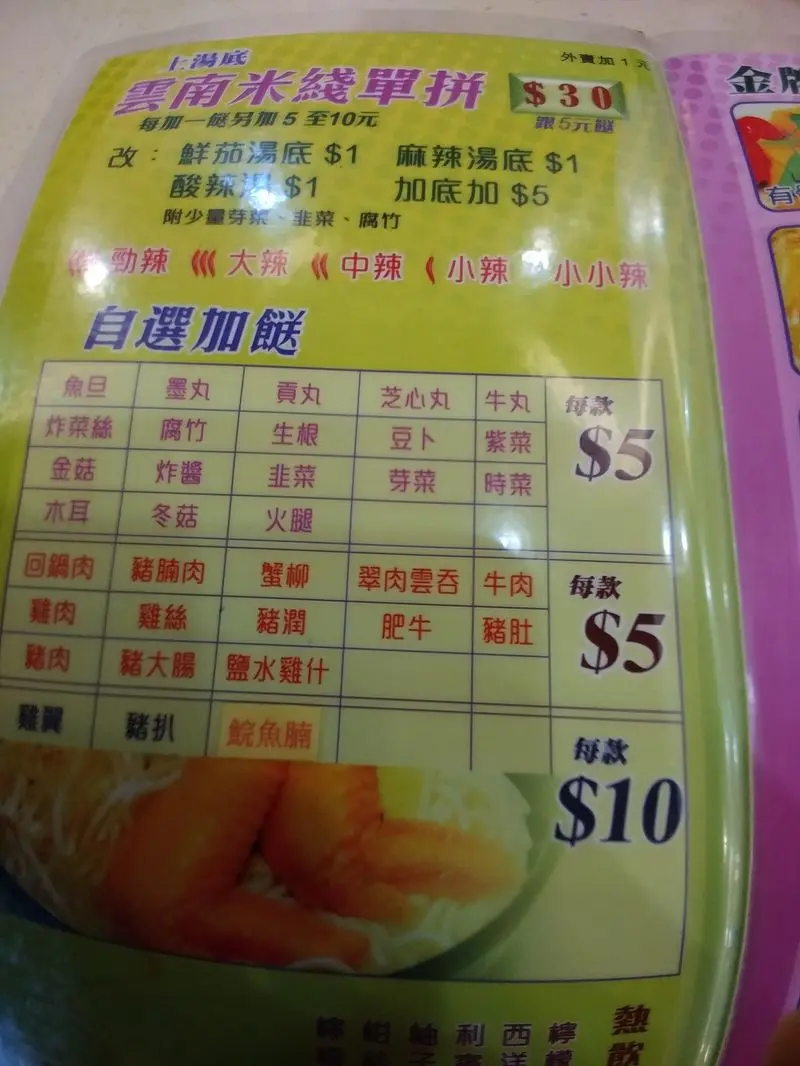 上湯底
外賣加 1 元
雲南米綫單拼 $30
每加一餸另加 5 至10元
跟5元餸
改： 鮮茄湯底 $1 麻辣湯底 $1
酸辣湯 $1 加底加 $5
附少量芽菜、韭菜、腐竹
勁辣 大辣 中辣 小辣 小小辣
自選加餸
魚旦 墨丸 貢丸 芝心丸 牛丸
炸菜絲 腐竹 生根 豆卜 紫菜
金菇 炸醬 韭菜 芽菜 時菜
木耳 冬菇 火腿
每款
$5
回鍋肉 豬腩肉 蟹柳 翠肉雲吞 牛肉
雞肉 雞絲 豬潤 肥牛 豬肚
豬肉 豬大腸 鹽水雞什
每款
$5
雞翼 豬扒 鯇魚腩
每款
$10
熱飲
金牌
有